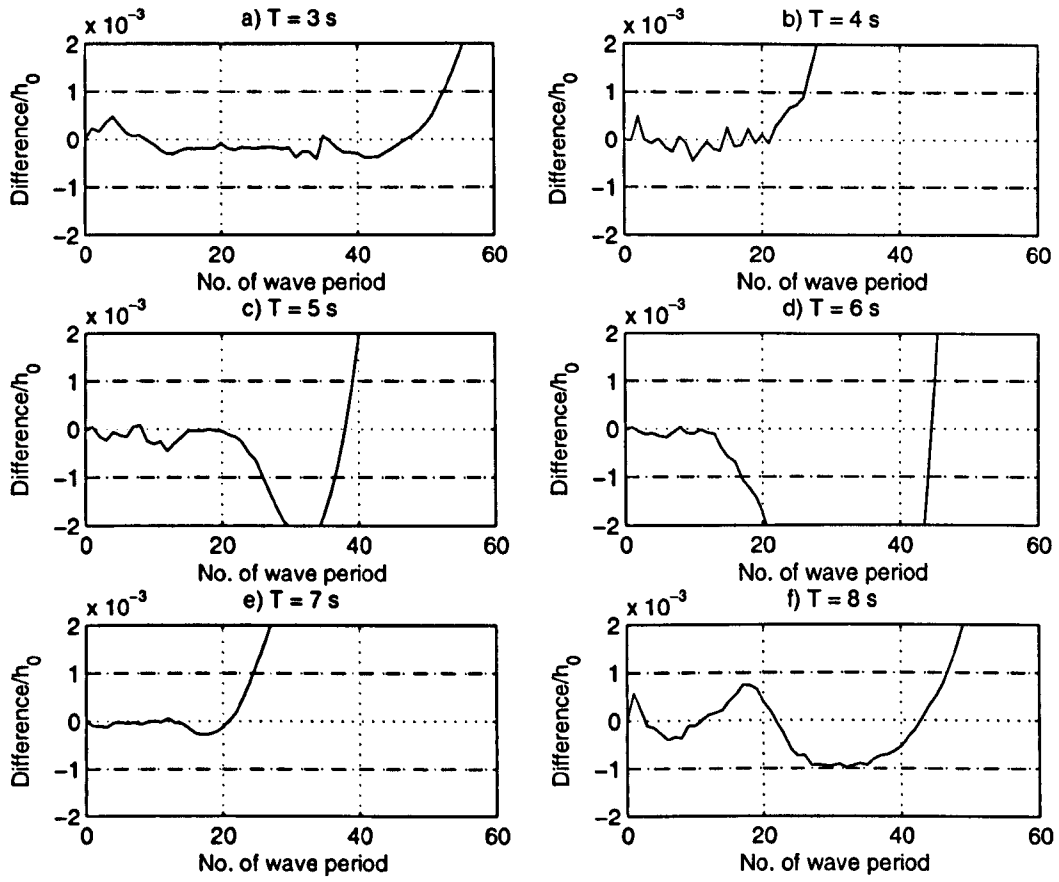 a) T = 3 s
x 10⁻³
Difference/h₀
2
1
0
−1
−2
0 20 40 60
No. of wave period
b) T = 4 s
x 10⁻³
Difference/h₀
2
1
0
−1
−2
0 20 40 60
No. of wave period
c) T = 5 s
x 10⁻³
Difference/h₀
2
1
0
−1
−2
0 20 40 60
No. of wave period
d) T = 6 s
x 10⁻³
Difference/h₀
2
1
0
−1
−2
0 20 40 60
No. of wave period
e) T = 7 s
x 10⁻³
Difference/h₀
2
1
0
−1
−2
0 20 40 60
No. of wave period
f) T = 8 s
x 10⁻³
Difference/h₀
2
1
0
−1
−2
0 20 40 60
No. of wave period